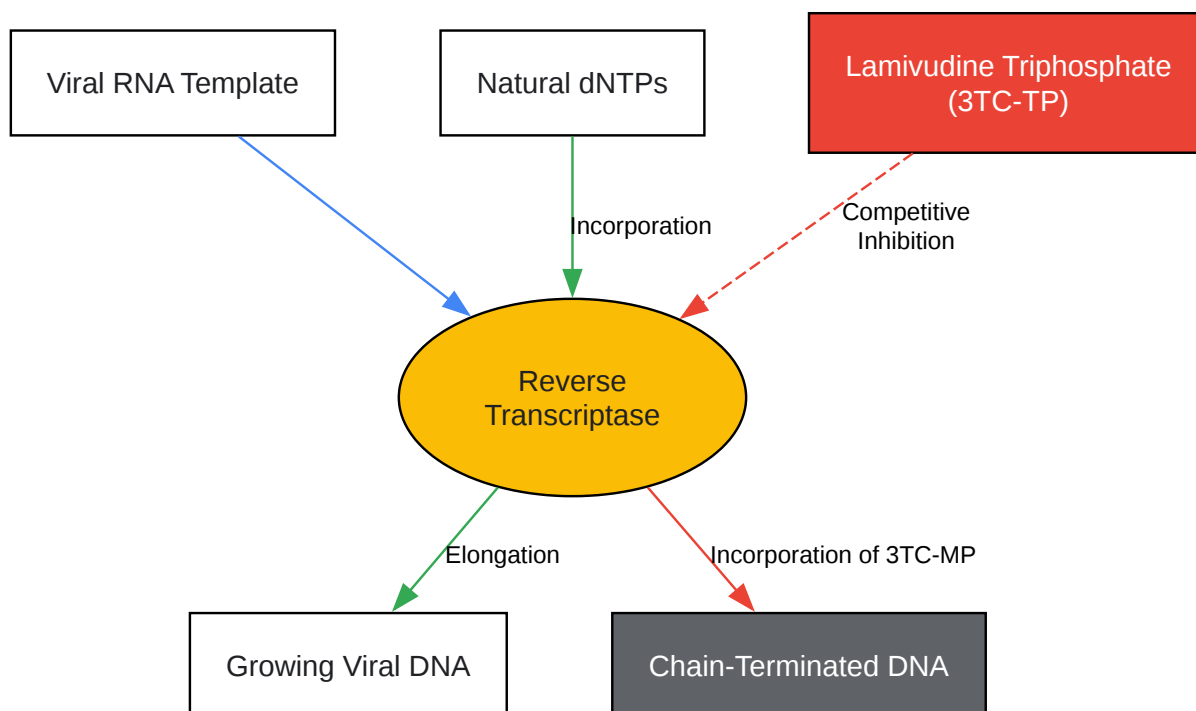 Viral RNA Template
Natural dNTPs
Lamivudine Triphosphate
(3TC-TP)
Incorporation
Competitive
Inhibition
Reverse
Transcriptase
Elongation
Incorporation of 3TC-MP
Growing Viral DNA
Chain-Terminated DNA